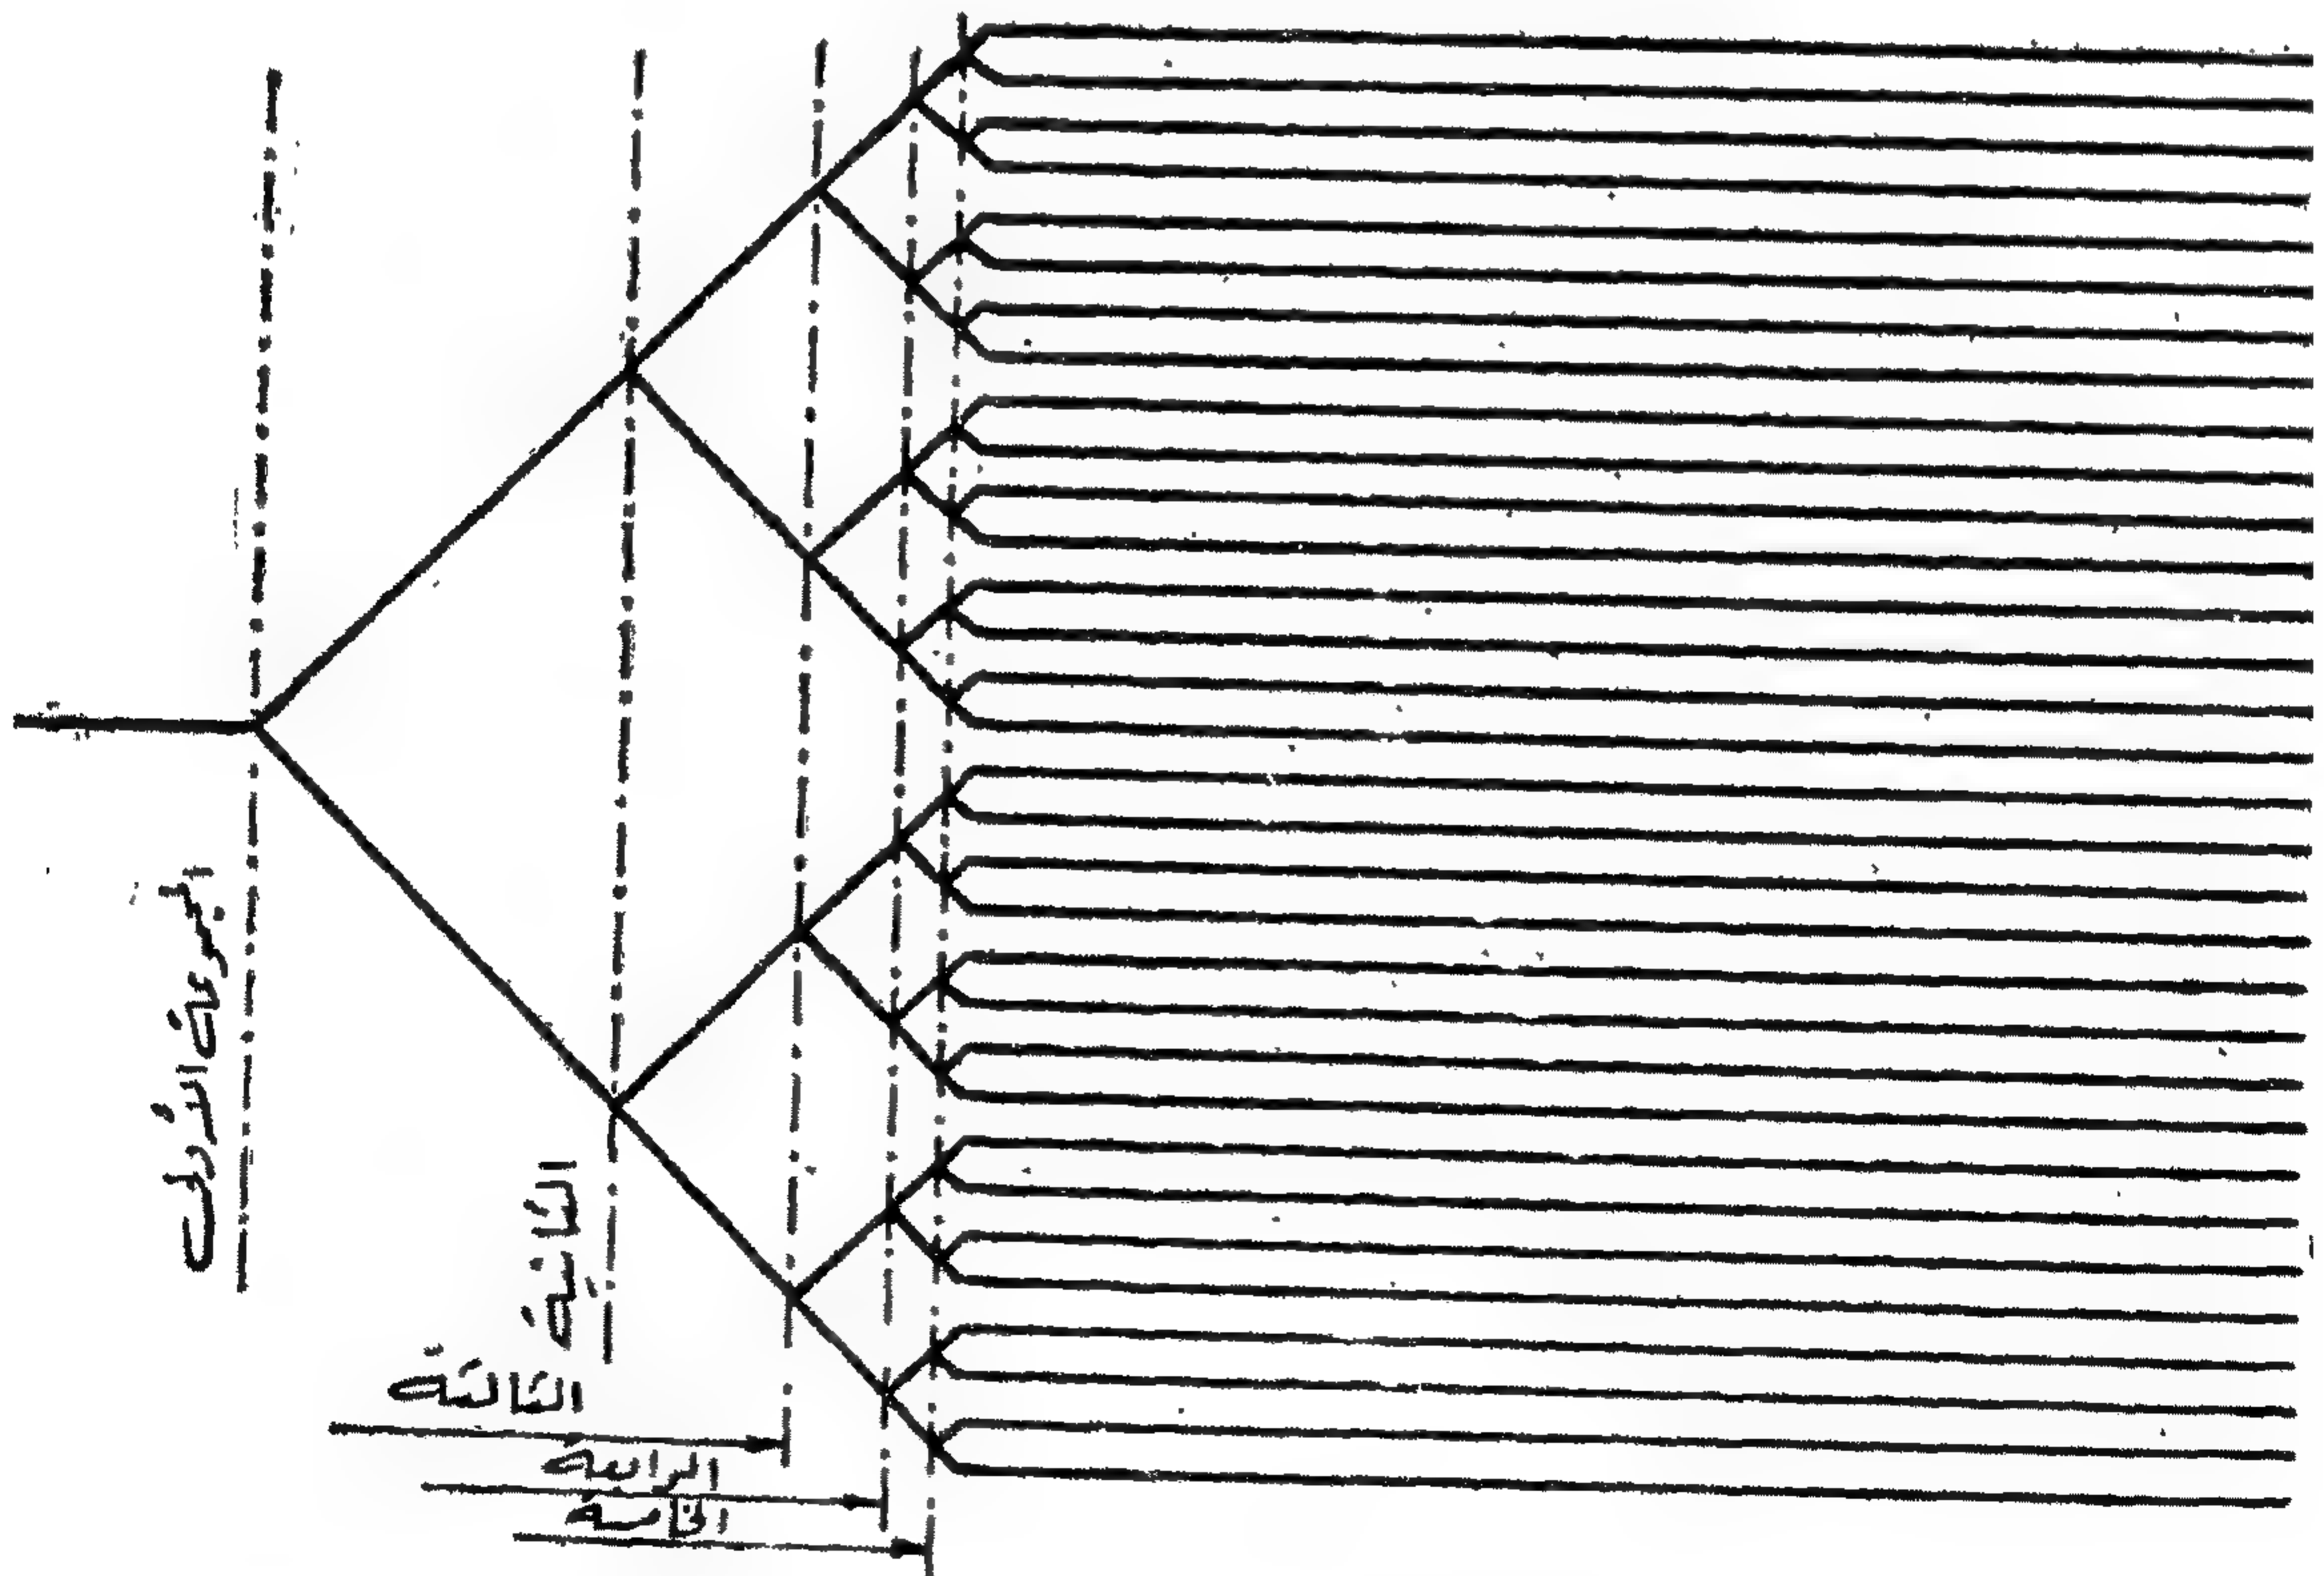 المجموعة الأولى
الثانية
الثالثة
الرابعة
الخامسة